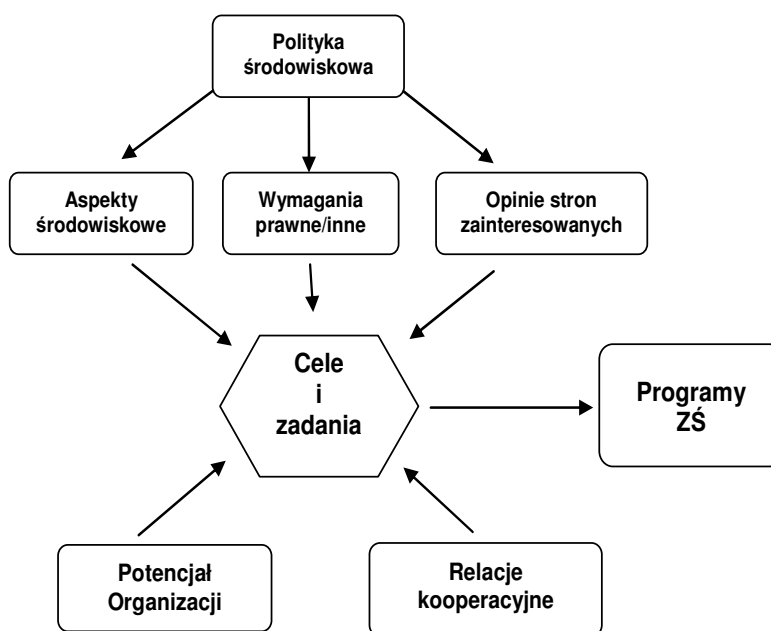 Polityka
środowiskowa
Aspekty
środowiskowe
Wymagania
prawne/inne
Opinie stron
zainteresowanych
Cele
i
zadania
Programy
ZŚ
Potencjał
Organizacji
Relacje
kooperacyjne